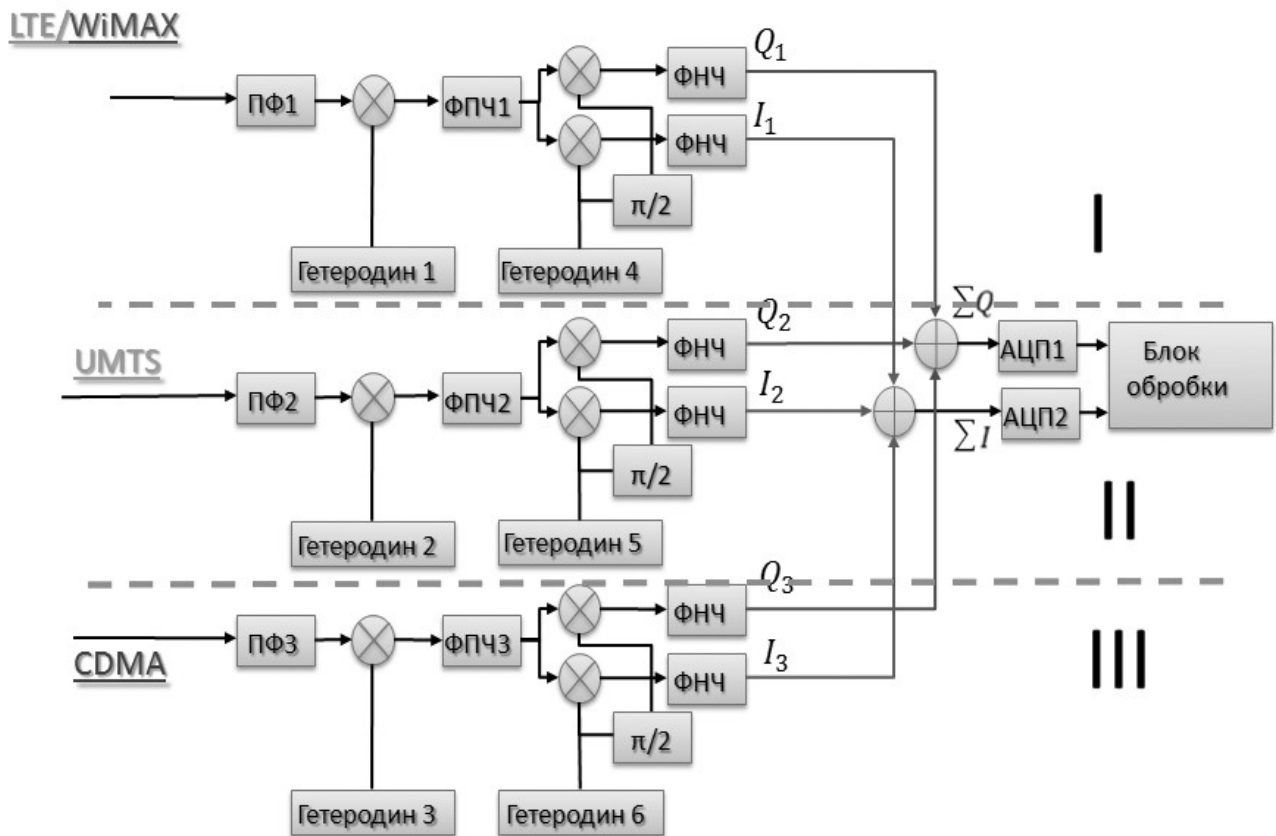 LTE/WiMAX
ПФ1
ФПЧ1
ФНЧ
Q₁
ФНЧ
I₁
π/2
Гетеродин 1
Гетеродин 4
I
UMTS
ПФ2
ФПЧ2
ФНЧ
Q₂
ФНЧ
I₂
π/2
Гетеродин 2
Гетеродин 5
∑Q
∑I
АЦП1
АЦП2
Блок
обробки
II
CDMA
ПФ3
ФПЧ3
ФНЧ
Q₃
ФНЧ
I₃
π/2
Гетеродин 3
Гетеродин 6
III